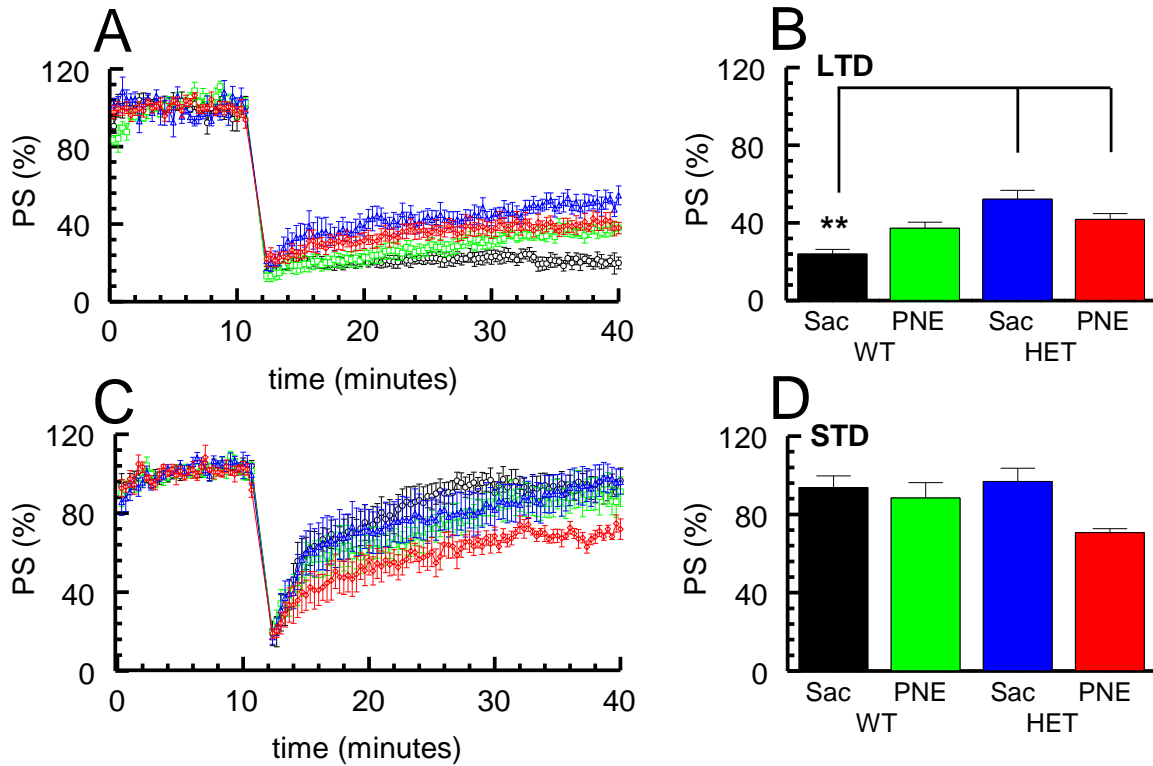 A
PS (%)
120
80
40
0
0 10 20 30 40
time (minutes)
B
LTD
PS (%)
120
80
40
0
**
Sac PNE Sac PNE
WT HET
C
PS (%)
120
80
40
0
0 10 20 30 40
time (minutes)
D
STD
PS (%)
120
80
40
0
Sac PNE Sac PNE
WT HET